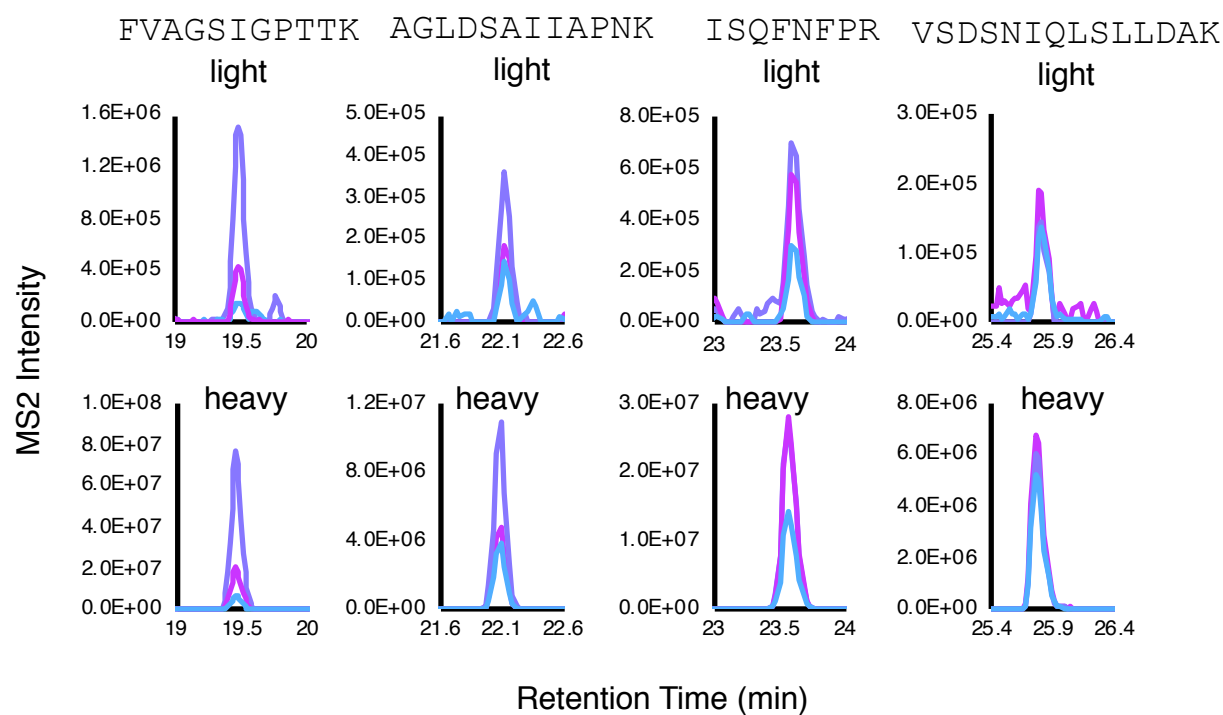 FVAGSIGPTTK AGLDSAIIAPNK ISQFNFPR VSDSNIQLSLLDAK
light light light light
1.6E+06 5.0E+05 8.0E+05 3.0E+05
1.2E+06 4.0E+05 6.0E+05 2.0E+05
8.0E+05 3.0E+05 4.0E+05 1.0E+05
4.0E+05 2.0E+05 2.0E+05 0.0E+00
0.0E+00 1.0E+05 0.0E+00
0.0E+00
19 19.5 20 21.6 22.1 22.6 23 23.5 24 25.4 25.9 26.4
MS2 Intensity
heavy heavy heavy heavy
1.0E+08 1.2E+07 3.0E+07 8.0E+06
8.0E+07 8.0E+06 2.0E+07 6.0E+06
6.0E+07 4.0E+06 1.0E+07 4.0E+06
4.0E+07 0.0E+00 0.0E+00 2.0E+06
2.0E+07 0.0E+00
0.0E+00
19 19.5 20 21.6 22.1 22.6 23 23.5 24 25.4 25.9 26.4
Retention Time (min)